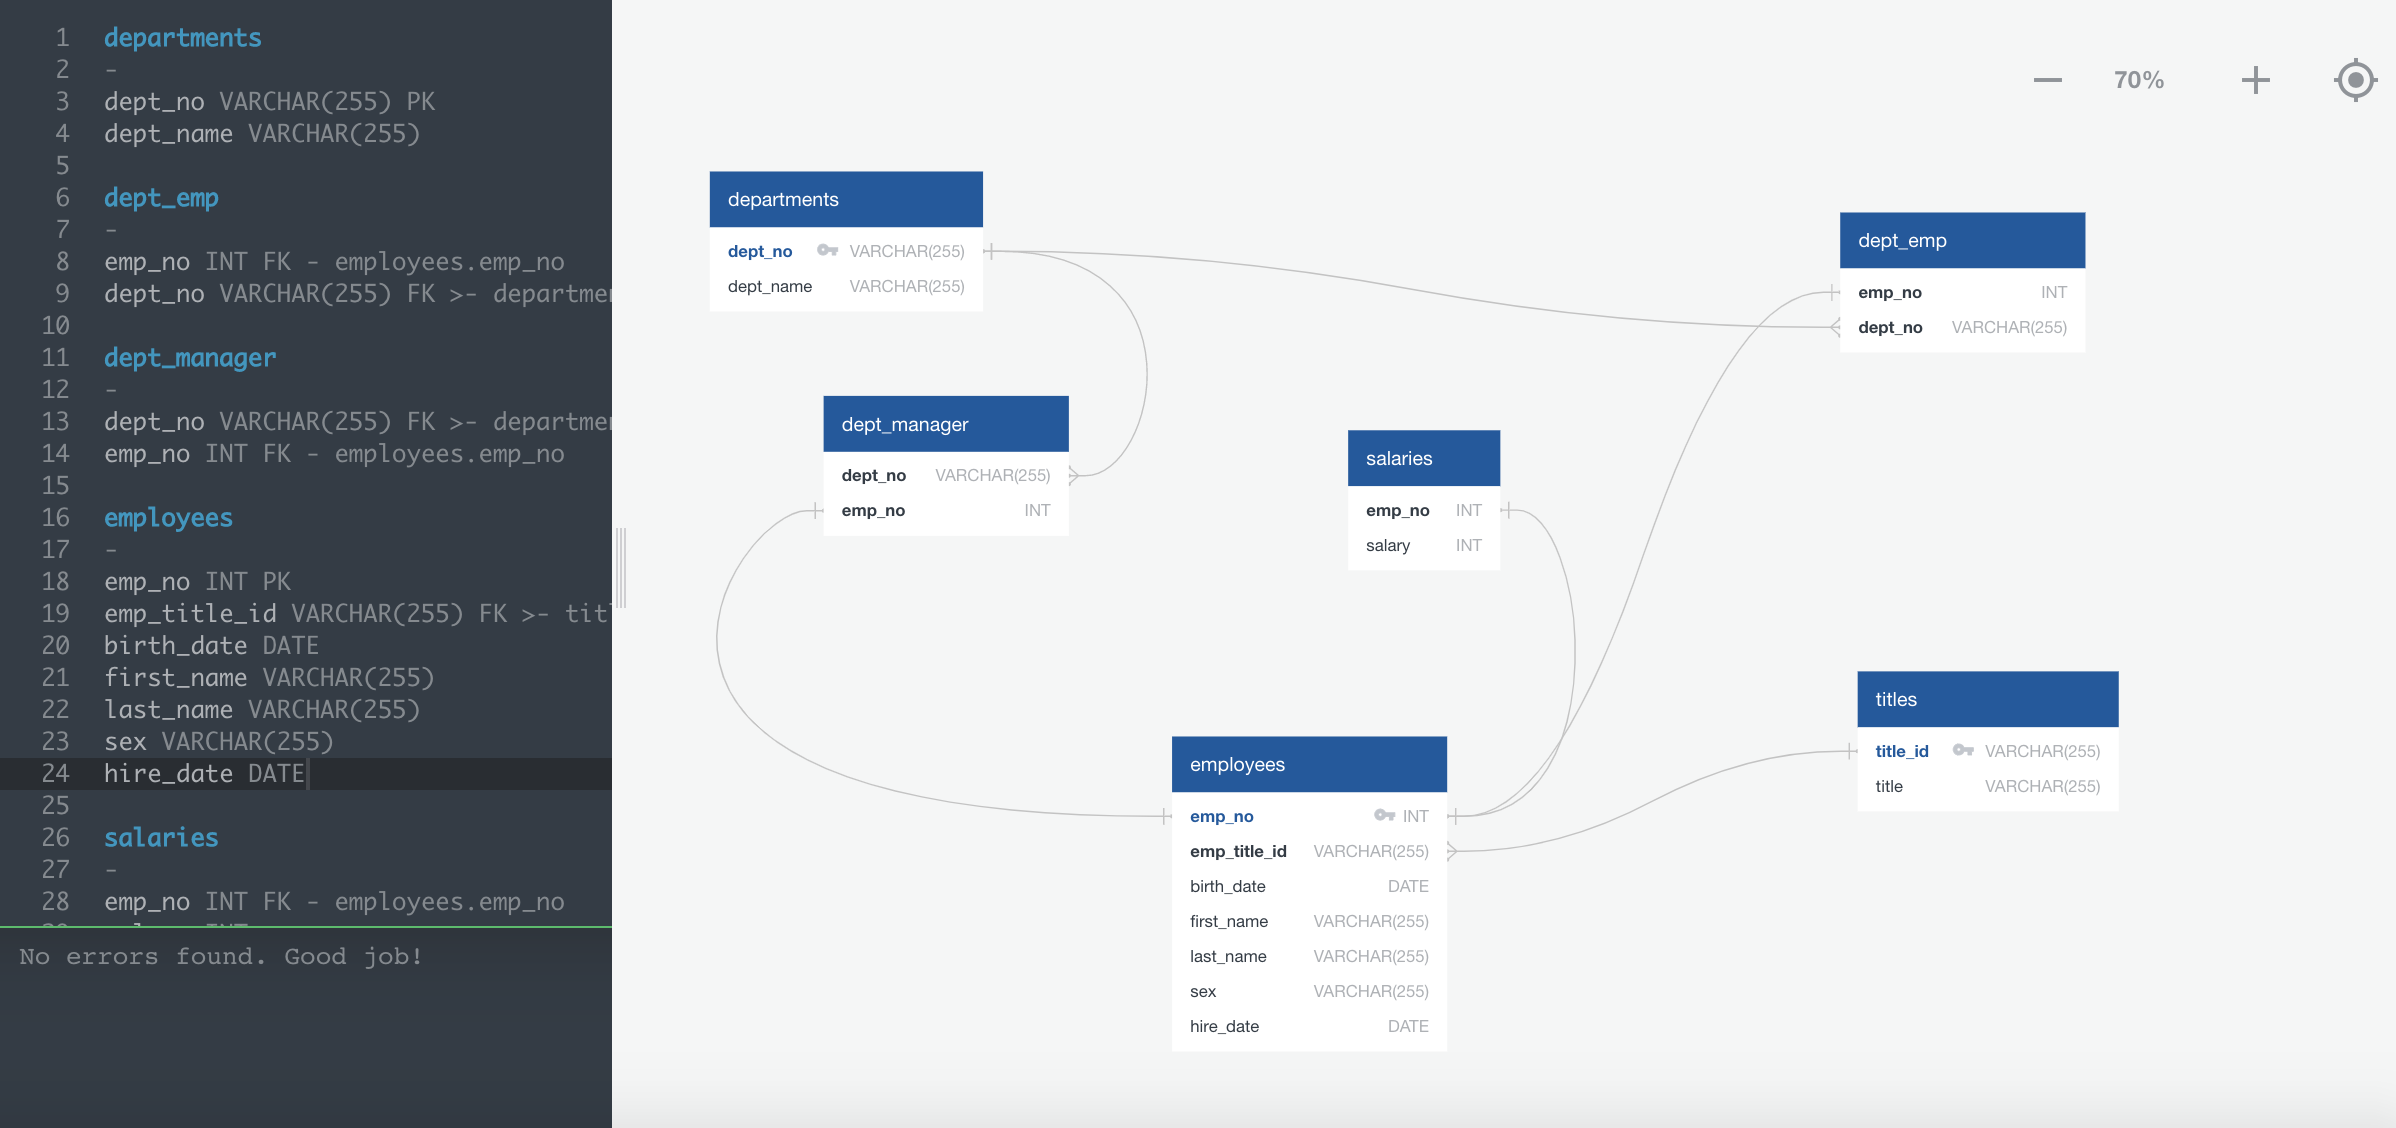 1 departments
2 -
3 dept_no VARCHAR(255) PK
4 dept_name VARCHAR(255)
5
6 dept_emp
7 -
8 emp_no INT FK - employees.emp_no
9 dept_no VARCHAR(255) FK >-
10
11 dept_manager
12 -
13 dept_no VARCHAR(255) FK >-
14 emp_no INT FK - employees.emp_no
15
16 employees
17 -
18 emp_no INT PK
19 emp_title_id VARCHAR(255) FK >-
20 birth_date DATE
21 first_name VARCHAR(255)
22 last_name VARCHAR(255)
23 sex VARCHAR(255)
24 hire_date DATE
25
26 salaries
27 -
28 emp_no INT FK - employees.emp_no
No errors found. Good job!
70%
departments
dept_no VARCHAR(255)
dept_name VARCHAR(255)
dept_emp
emp_no INT
dept_no VARCHAR(255)
dept_manager
dept_no VARCHAR(255)
emp_no INT
salaries
emp_no INT
salary INT
titles
title_id VARCHAR(255)
title VARCHAR(255)
employees
emp_no INT
emp_title_id VARCHAR(255)
birth_date DATE
first_name VARCHAR(255)
last_name VARCHAR(255)
sex VARCHAR(255)
hire_date DATE